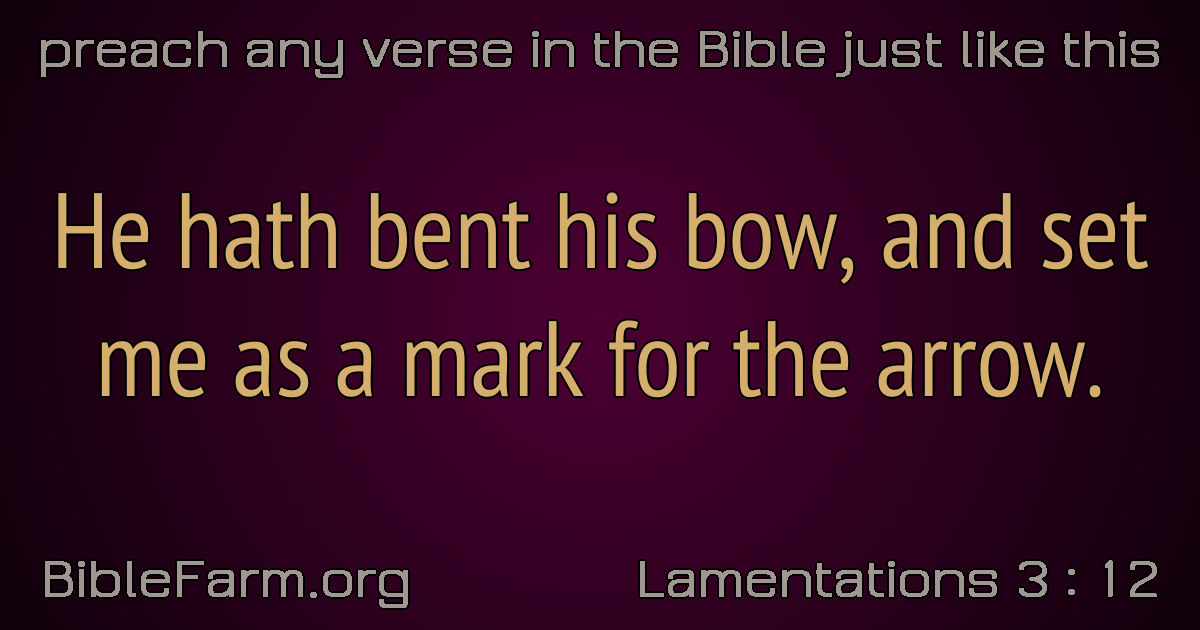 preach any verse in the Bible just like this
He hath bent his bow, and set
me as a mark for the arrow.
BibleFarm.org
Lamentations 3 : 12